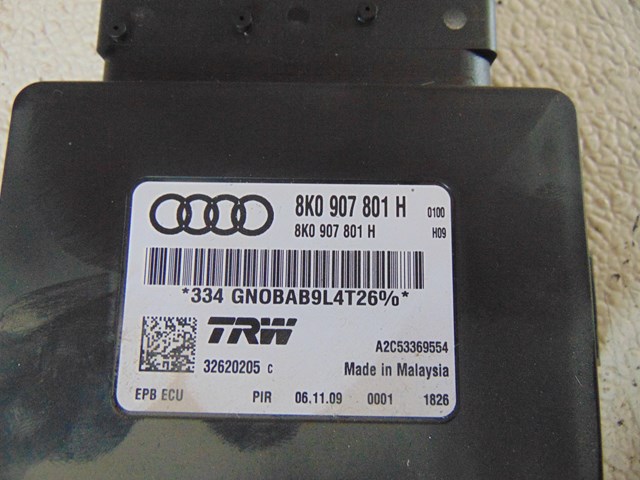 8K0 907 801 H 0100
8K0 907 801 H H09
*334 GNOBAB9L4T26%*
TRW A2C53369554
32620205 C Made in Malaysia
EPB ECU PIR 06.11.09 0001 1826